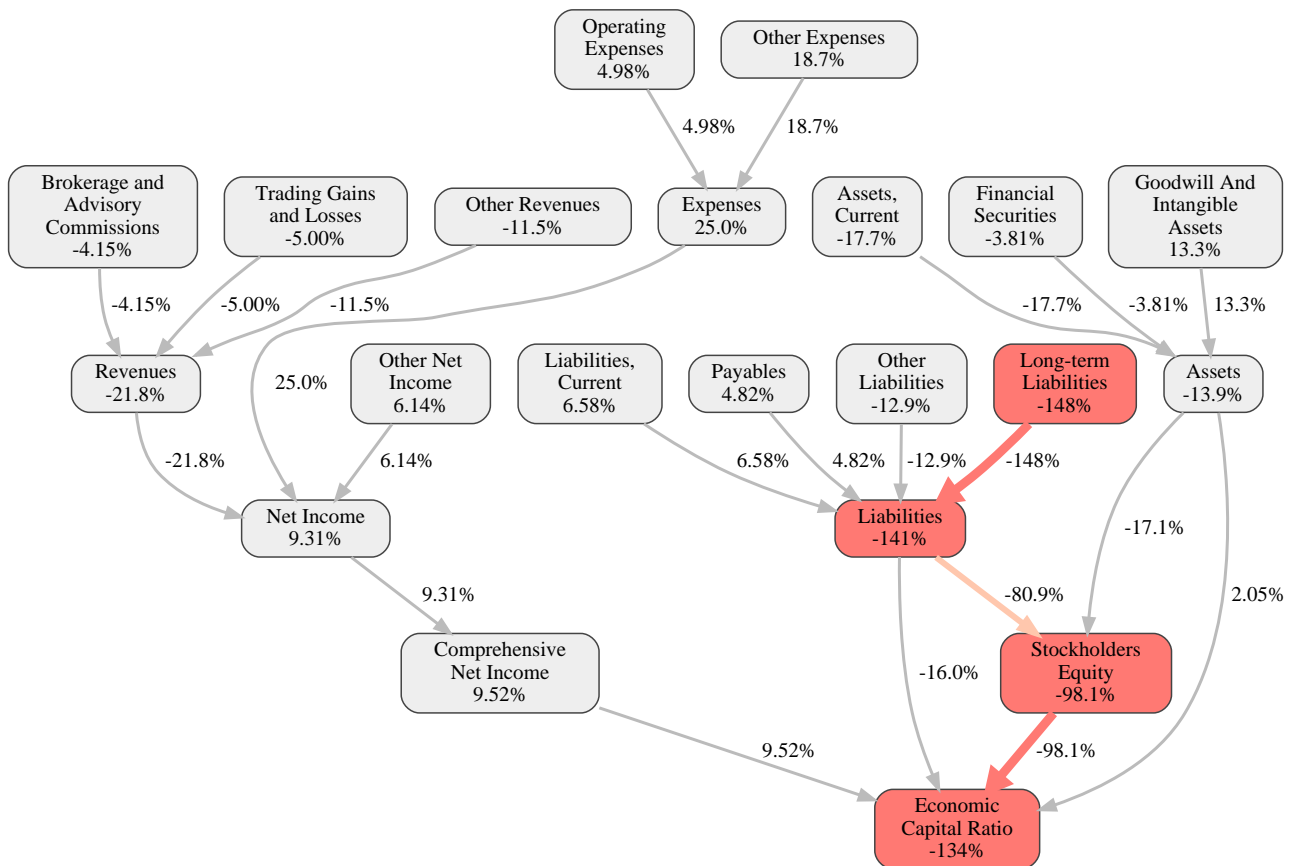 Operating
Expenses
4.98%
Other Expenses
18.7%
4.98%
18.7%
Brokerage and
Advisory
Commissions
-4.15%
Trading Gains
and Losses
-5.00%
Other Revenues
-11.5%
Expenses
25.0%
Assets,
Current
-17.7%
Financial
Securities
-3.81%
Goodwill And
Intangible
Assets
13.3%
-4.15%
-5.00%
-11.5%
-17.7%
-3.81%
13.3%
Revenues
-21.8%
25.0%
Other Net
Income
6.14%
Liabilities,
Current
6.58%
Payables
4.82%
Other
Liabilities
-12.9%
Long-term
Liabilities
-148%
Assets
-13.9%
-21.8%
6.14%
6.58%
4.82%
-12.9%
-148%
Net Income
9.31%
Liabilities
-141%
-17.1%
9.31%
-80.9%
2.05%
Comprehensive
Net Income
9.52%
-16.0%
Stockholders
Equity
-98.1%
9.52%
-98.1%
Economic
Capital Ratio
-134%